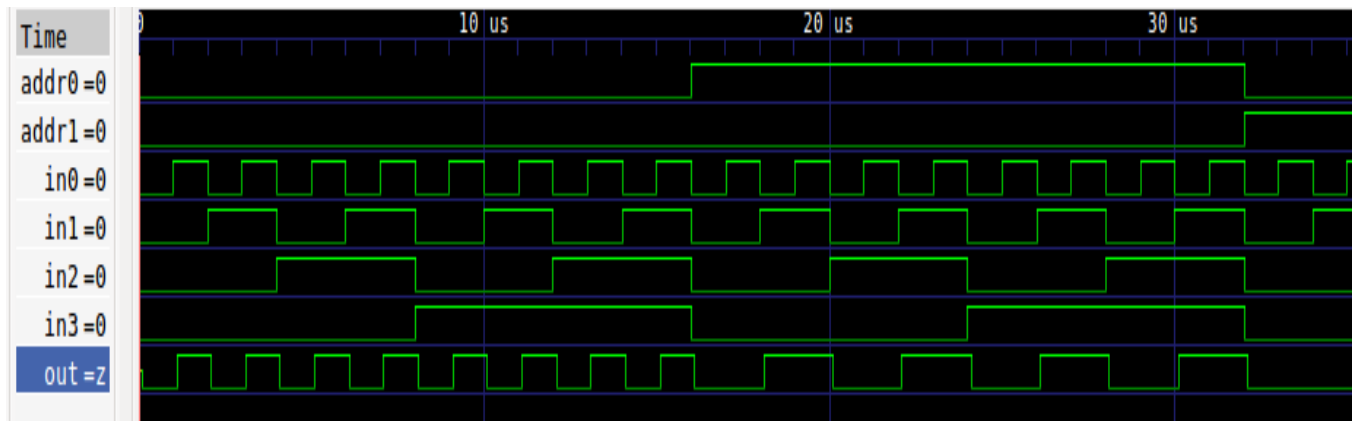 Time
0 10 us 20 us 30 us
addr0=0
addr1=0
in0=0
in1=0
in2=0
in3=0
out=z